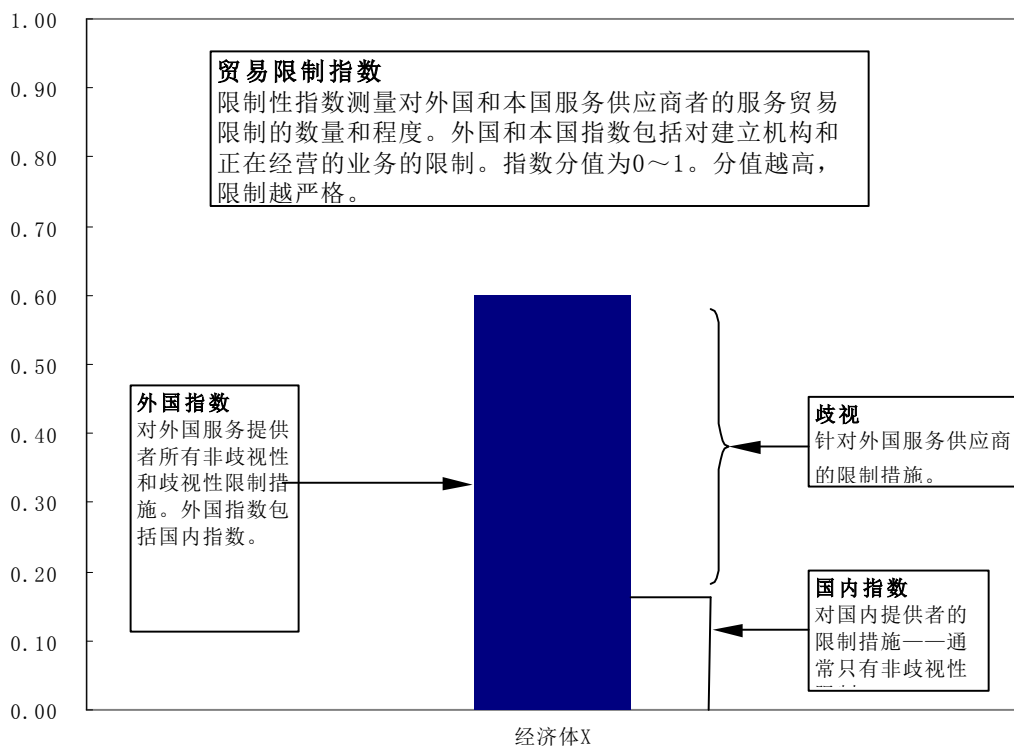 1.00
0.90
0.80
0.70
0.60
0.50
0.40
0.30
0.20
0.10
0.00
贸易限制指数
限制性指数测量对外国和本国服务供应商者的服务贸易
限制的数量和程度。外国和本国指数包括对建立机构和
正在经营的业务的限制。指数分值为0～1。分值越高，
限制越严格。
外国指数
对外国服务提供
者所有非歧视性
和歧视性限制措
施。外国指数包
括国内指数。
歧视
针对外国服务供应商
的限制措施。
国内指数
对国内提供者的
限制措施——通
常只有非歧视性
经济体X